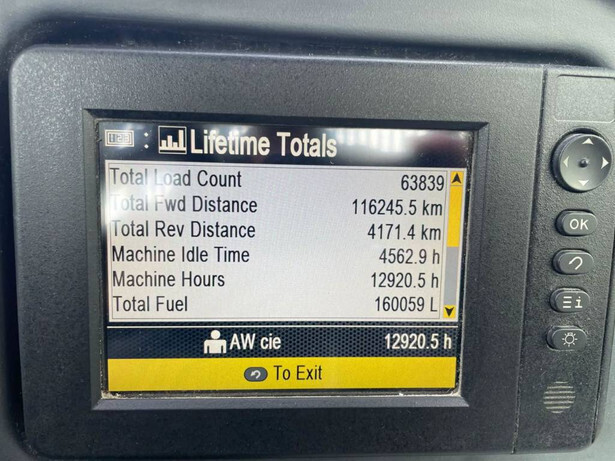 123 : Lifetime Totals
Total Load Count 63839
Total Fwd Distance 116245.5 km
Total Rev Distance 4171.4 km
Machine Idle Time 4562.9 h
Machine Hours 12920.5 h
Total Fuel 160059 L
AW cie 12920.5 h
To Exit
OK
i